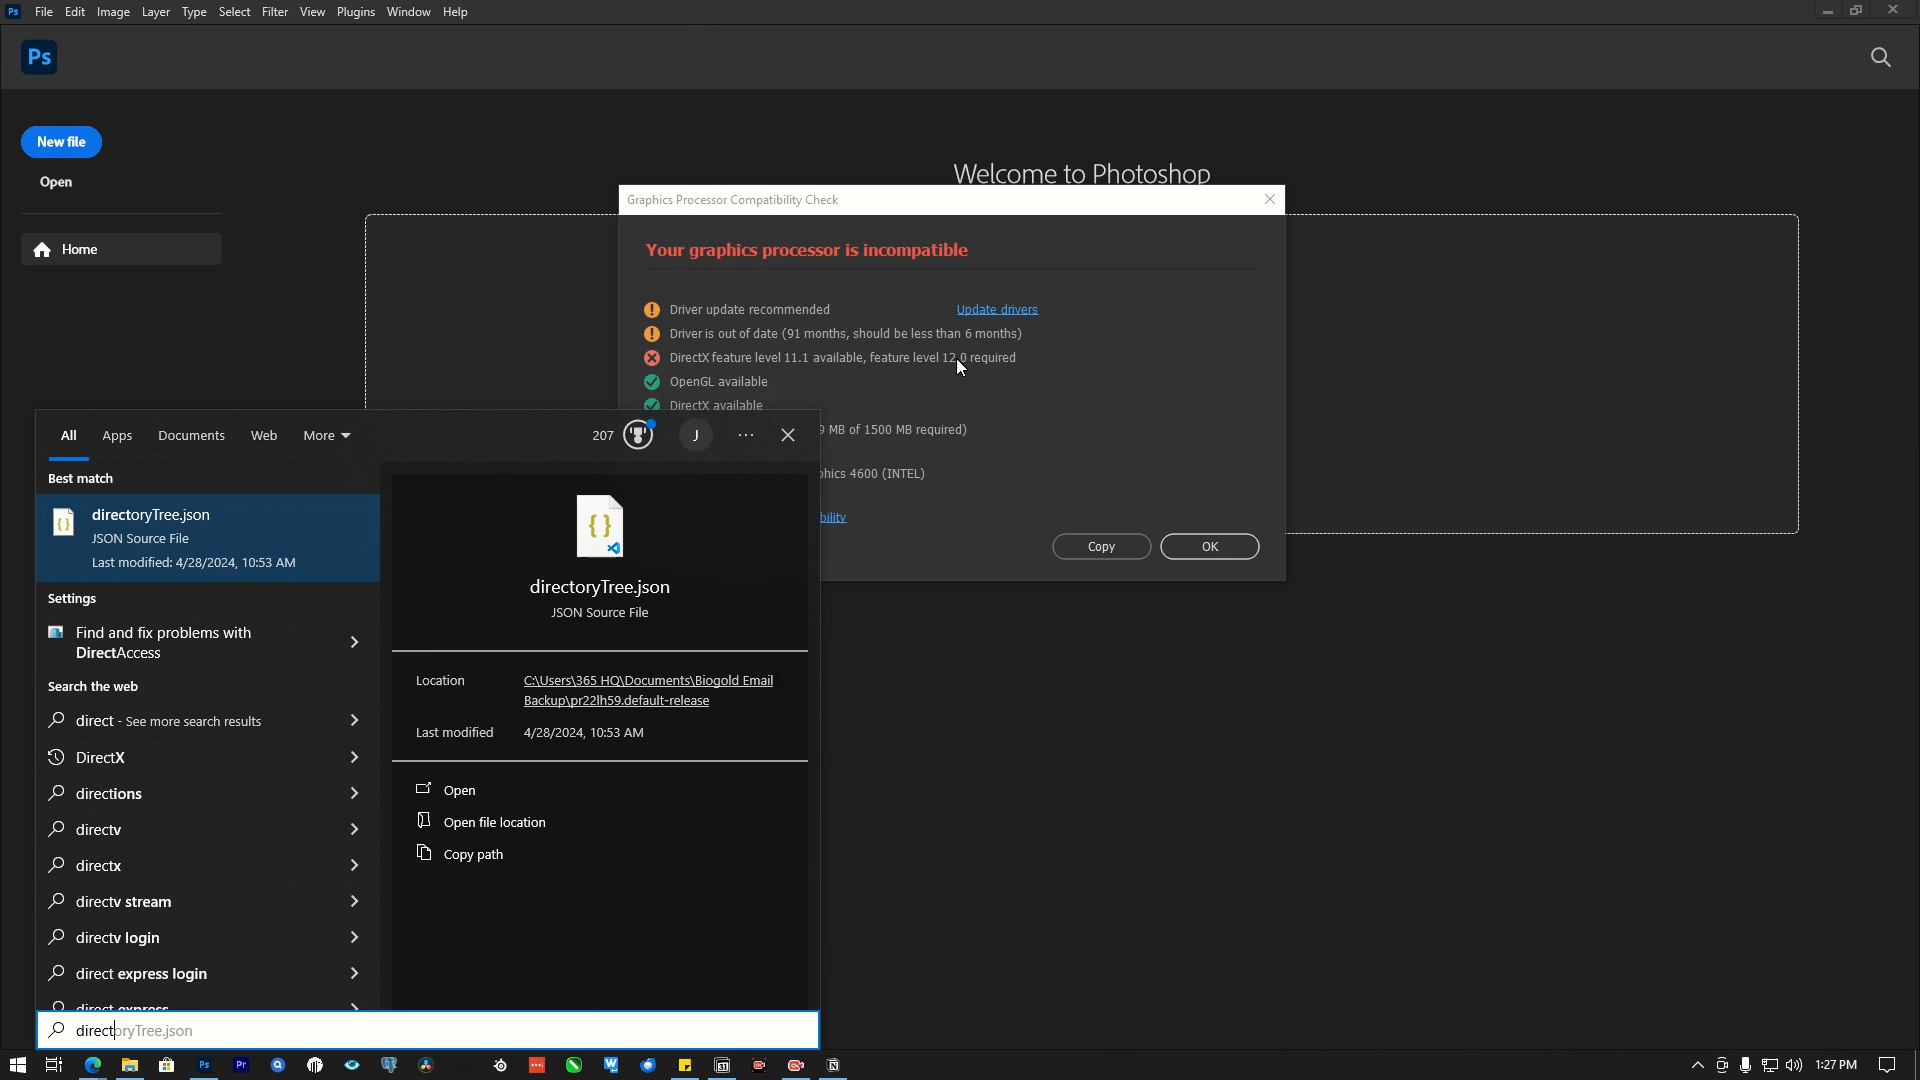 Ps File Edit Image Layer Type Select Filter View Plugins Window Help
Ps
New file
Open
Home
Welcome to Photoshop
Graphics Processor Compatibility Check
Your graphics processor is incompatible
Driver update recommended Update drivers
Driver is out of date (91 months, should be less than 6 months)
DirectX feature level 11.1 available, feature level 12.0 required
OpenGL available
DirectX available
9 MB of 1500 MB required)
phics 4600 (INTEL)
bility
Copy OK
All Apps Documents Web More 207 J
Best match
directoryTree.json
JSON Source File
Last modified: 4/28/2024, 10:53 AM
Settings
Find and fix problems with
DirectAccess
Search the web
direct - See more search results
DirectX
directions
directv
directx
directv stream
directv login
direct express login
direct express
directoryTree.json
directoryTree.json
JSON Source File
Location C:\Users\365 HQ\Documents\Biogold Email
Backup\pr22lh59.default-release
Last modified 4/28/2024, 10:53 AM
Open
Open file location
Copy path
Ps Pr
1:27 PM